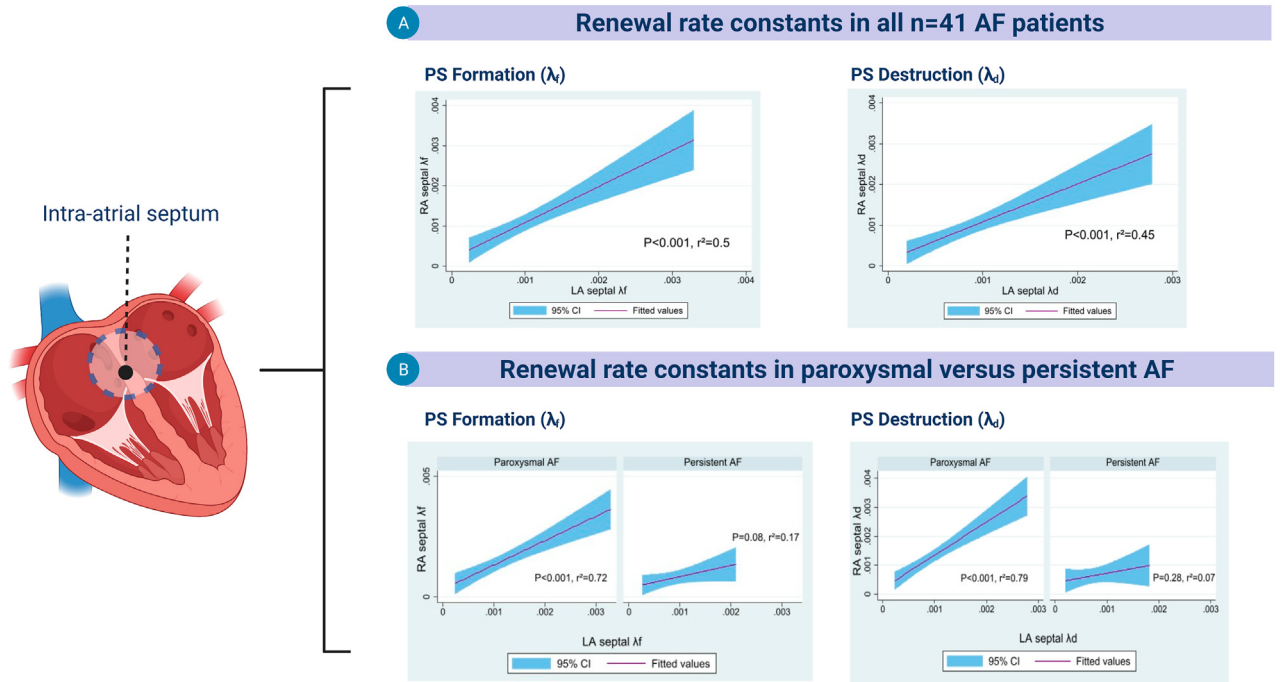 A
Renewal rate constants in all n=41 AF patients
PS Formation (λf)
PS Destruction (λd)
.004
.003
.002
.001
0
RA septal λf
P<0.001, r²=0.5
0 .001 .002 .003 .004
LA septal λf
95% CI Fitted values
.004
.003
.002
.001
0
RA septal λd
P<0.001, r²=0.45
0 .001 .002 .003
LA septal λd
95% CI Fitted values
Intra-atrial septum
B
Renewal rate constants in paroxysmal versus persistent AF
PS Formation (λf)
PS Destruction (λd)
Paroxysmal AF Persistent AF
.005
0
RA septal λf
P<0.001, r²=0.72
P=0.08, r²=0.17
0 .001 .002 .003 0 .001 .002 .003
LA septal λf
95% CI Fitted values
Paroxysmal AF Persistent AF
.004
.003
.002
.001
0
RA septal λd
P<0.001, r²=0.79
P=0.28, r²=0.07
0 .001 .002 .003 0 .001 .002 .003
LA septal λd
95% CI Fitted values